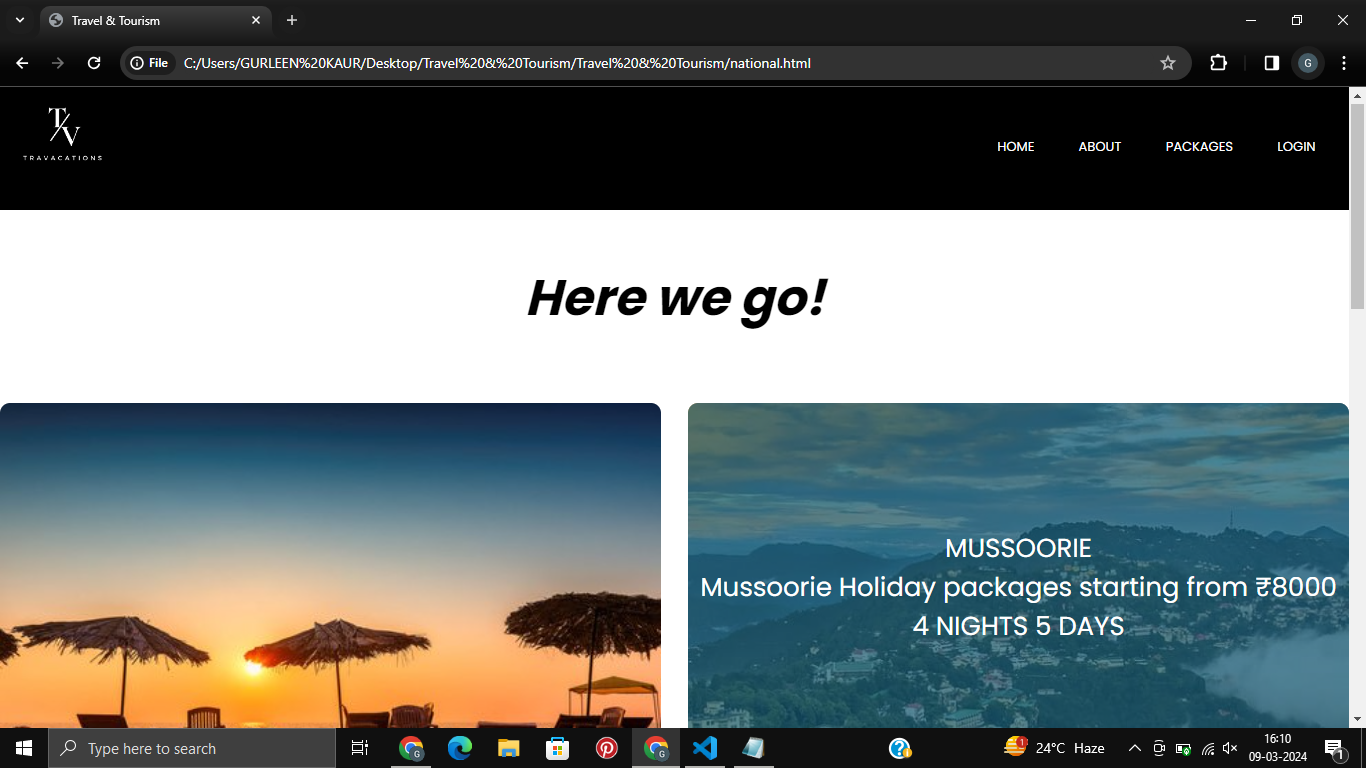 Travel & Tourism
File
C:/Users/GURLEEN%20KAUR/Desktop/Travel%20&%20Tourism/Travel%20&%20Tourism/national.html
G
TV
TRAVACATIONS
HOME
ABOUT
PACKAGES
LOGIN
Here we go!
MUSSOORIE
Mussoorie Holiday packages starting from ₹8000
4 NIGHTS 5 DAYS
Type here to search
G
G
1
24°C Haze
16:10
09-03-2024
1